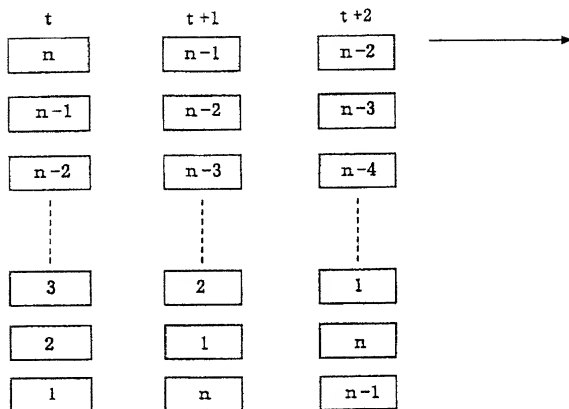 t t+1 t+2
n n-1 n-2
n-1 n-2 n-3
n-2 n-3 n-4
3 2 1
2 1 n
1 n n-1